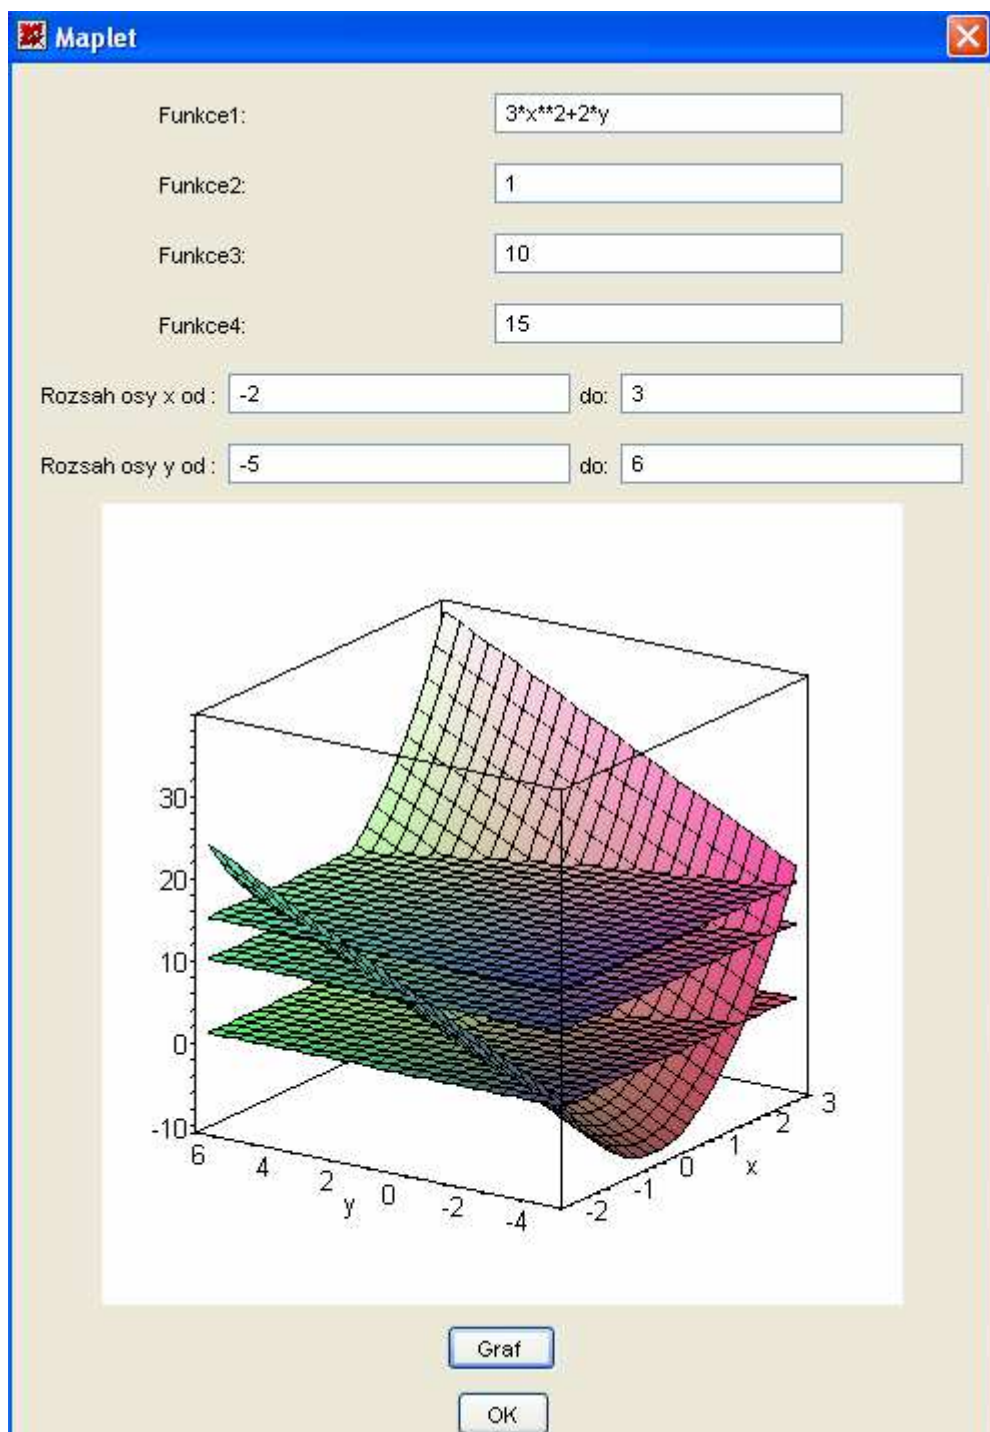 Maplet
Funkce1: 3*x**2+2*y
Funkce2: 1
Funkce3: 10
Funkce4: 15
Rozsah osy x od : -2 do: 3
Rozsah osy y od : -5 do: 6
30
20
10
0
-10
6 4 2 0 -2 -4
y
-2 -1 0 1 2 3
x
Graf
OK